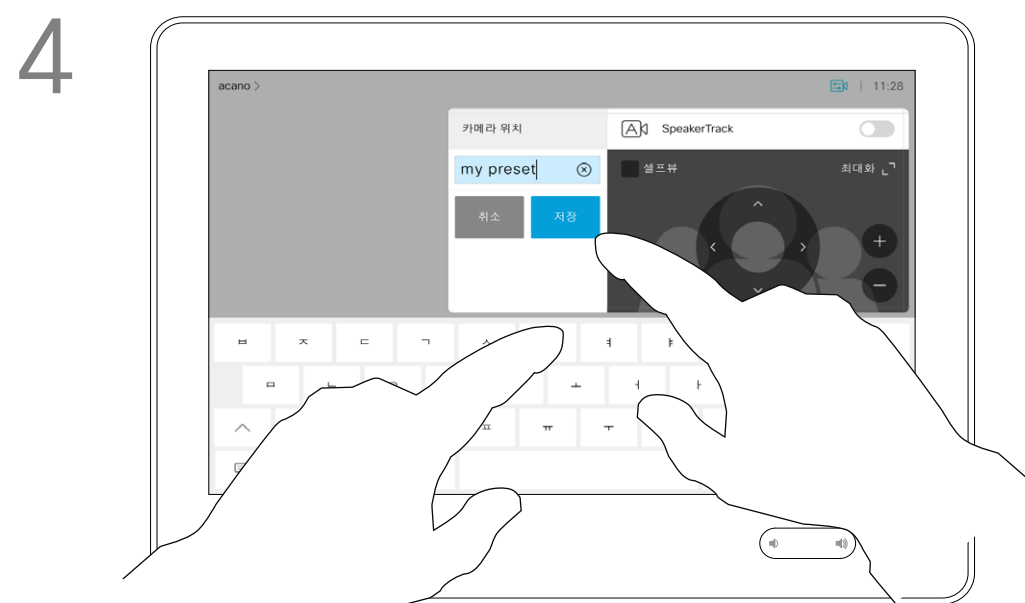 4
acano >
11:28
카메라 위치
SpeakerTrack
my preset
셀프뷰
최대화
취소
저장
ㅂ ㅈ ㄷ ㄱ ㅅ ㅕ ㅑ
ㅁ ㄴ ㅗ ㅓ ㅏ
ㅍ ㅠ ㅜ